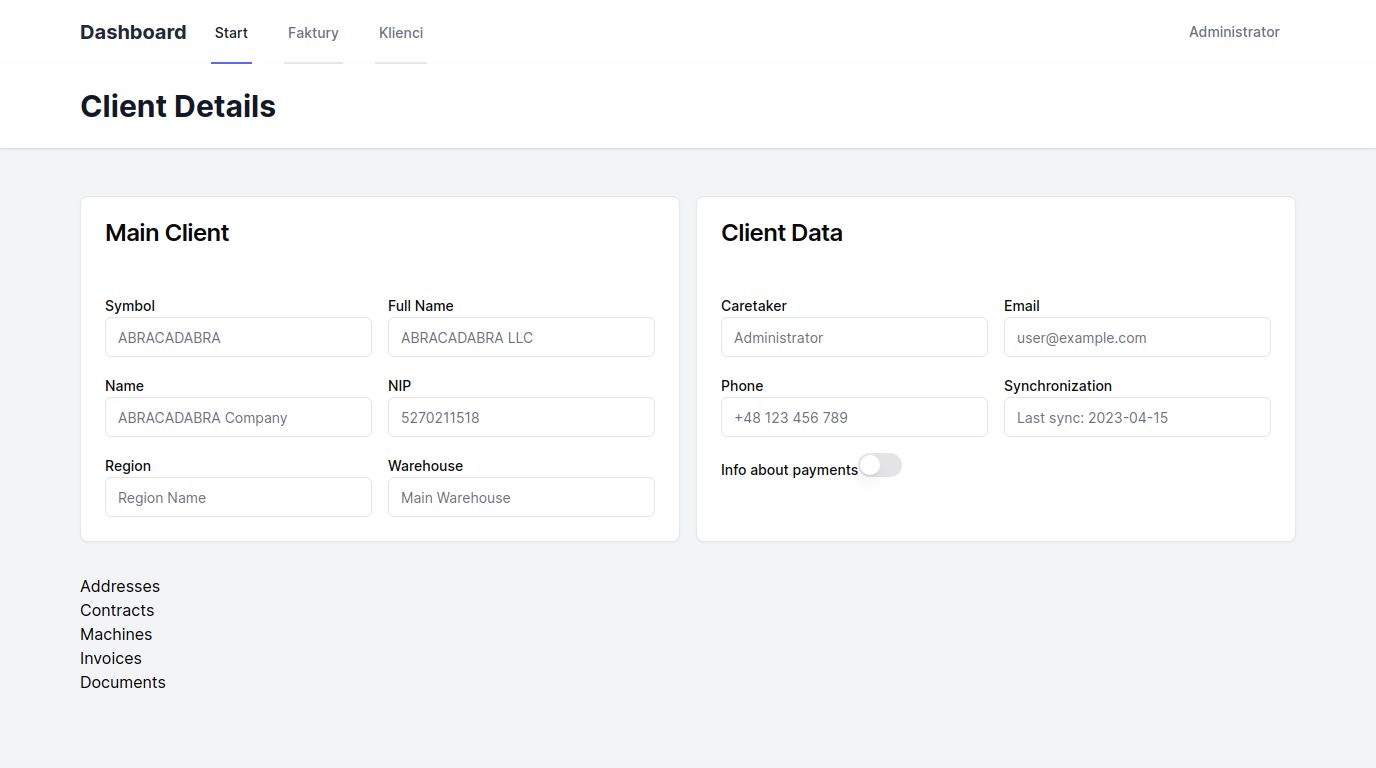 Dashboard Start Faktury Klienci Administrator
Client Details
Main Client
Symbol Full Name
ABRACADABRA ABRACADABRA LLC
Name NIP
ABRACADABRA Company 5270211518
Region Warehouse
Region Name Main Warehouse
Client Data
Caretaker Email
Administrator user@example.com
Phone Synchronization
+48 123 456 789 Last sync: 2023-04-15
Info about payments
Addresses
Contracts
Machines
Invoices
Documents